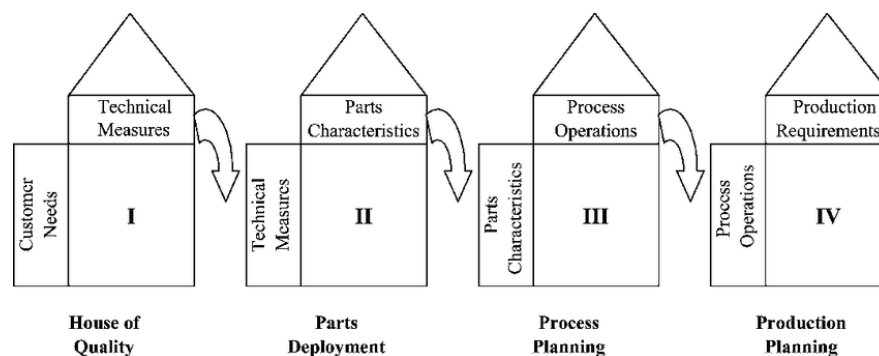 Technical
Measures
Customer
Needs
I
House of
Quality
Parts
Characteristics
Technical
Measures
II
Parts
Deployment
Process
Operations
Parts
Characteristics
III
Process
Planning
Production
Requirements
Process
Operations
IV
Production
Planning